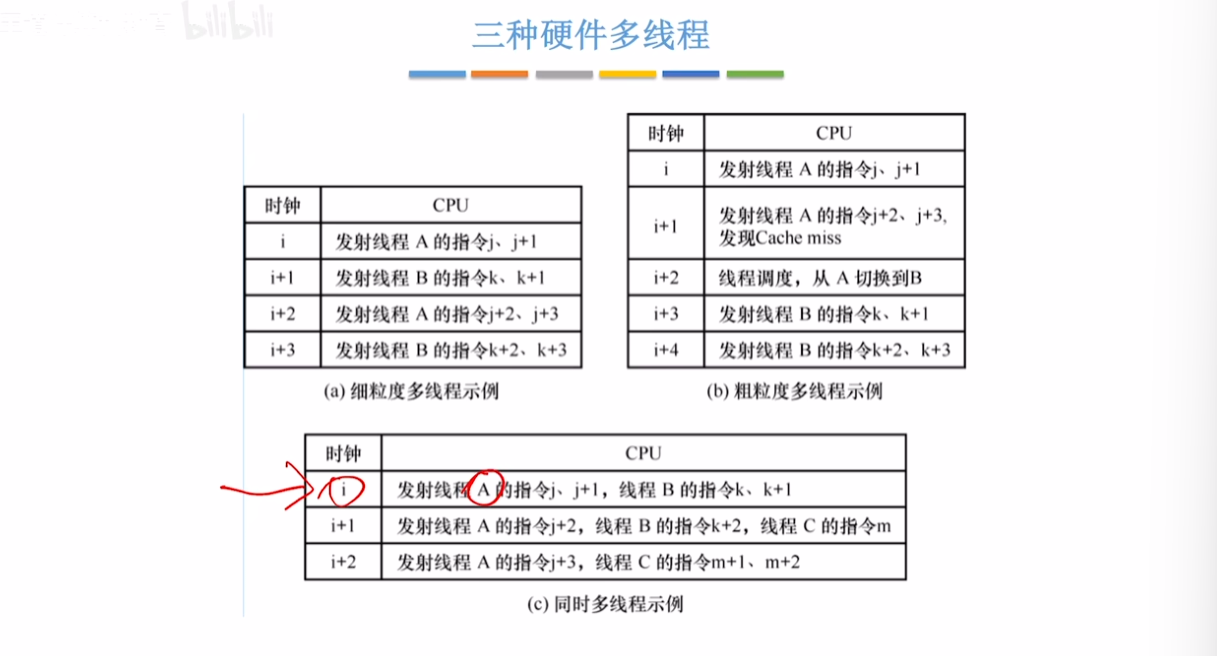 bilibili
三种硬件多线程
时钟 CPU
i 发射线程 A 的指令j、j+1
i+1 发射线程 B 的指令k、k+1
i+2 发射线程 A 的指令j+2、j+3
i+3 发射线程 B 的指令k+2、k+3
(a) 细粒度多线程示例
时钟 CPU
i 发射线程 A 的指令j、j+1
i+1 发射线程 A 的指令j+2、j+3,
发现Cache miss
i+2 线程调度，从 A 切换到B
i+3 发射线程 B 的指令k、k+1
i+4 发射线程 B 的指令k+2、k+3
(b) 粗粒度多线程示例
时钟 CPU
i 发射线程 A 的指令j、j+1，线程 B 的指令k、k+1
i+1 发射线程 A 的指令j+2，线程 B 的指令k+2，线程 C 的指令m
i+2 发射线程 A 的指令j+3，线程 C 的指令m+1、m+2
(c) 同时多线程示例